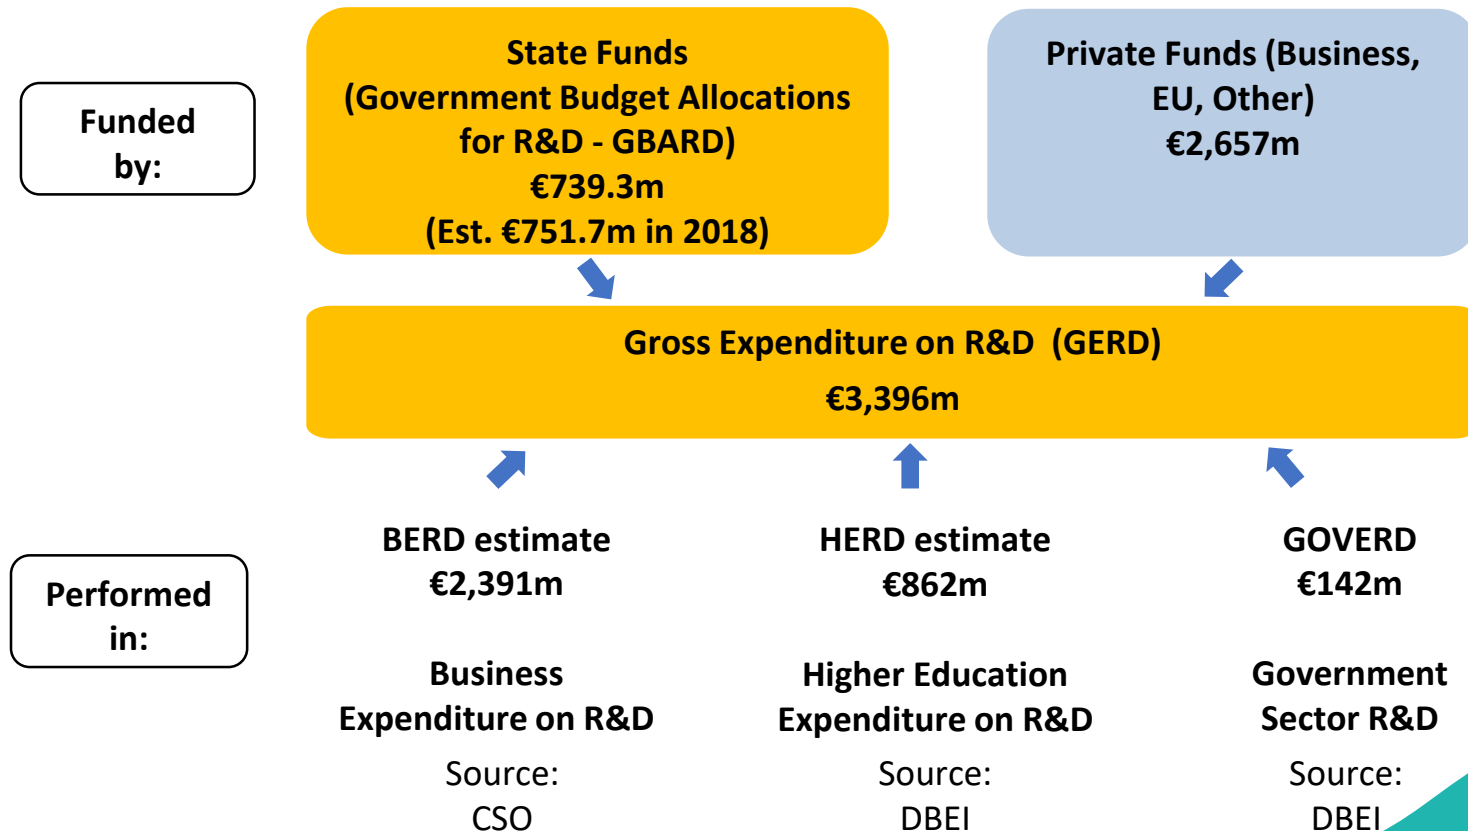 Funded
by:
State Funds
(Government Budget Allocations
for R&D - GBARD)
€739.3m
(Est. €751.7m in 2018)
Private Funds (Business,
EU, Other)
€2,657m
Gross Expenditure on R&D (GERD)
€3,396m
Performed
in:
BERD estimate
€2,391m
Business
Expenditure on R&D
Source:
CSO
HERD estimate
€862m
Higher Education
Expenditure on R&D
Source:
DBEI
GOVERD
€142m
Government
Sector R&D
Source:
DBEI